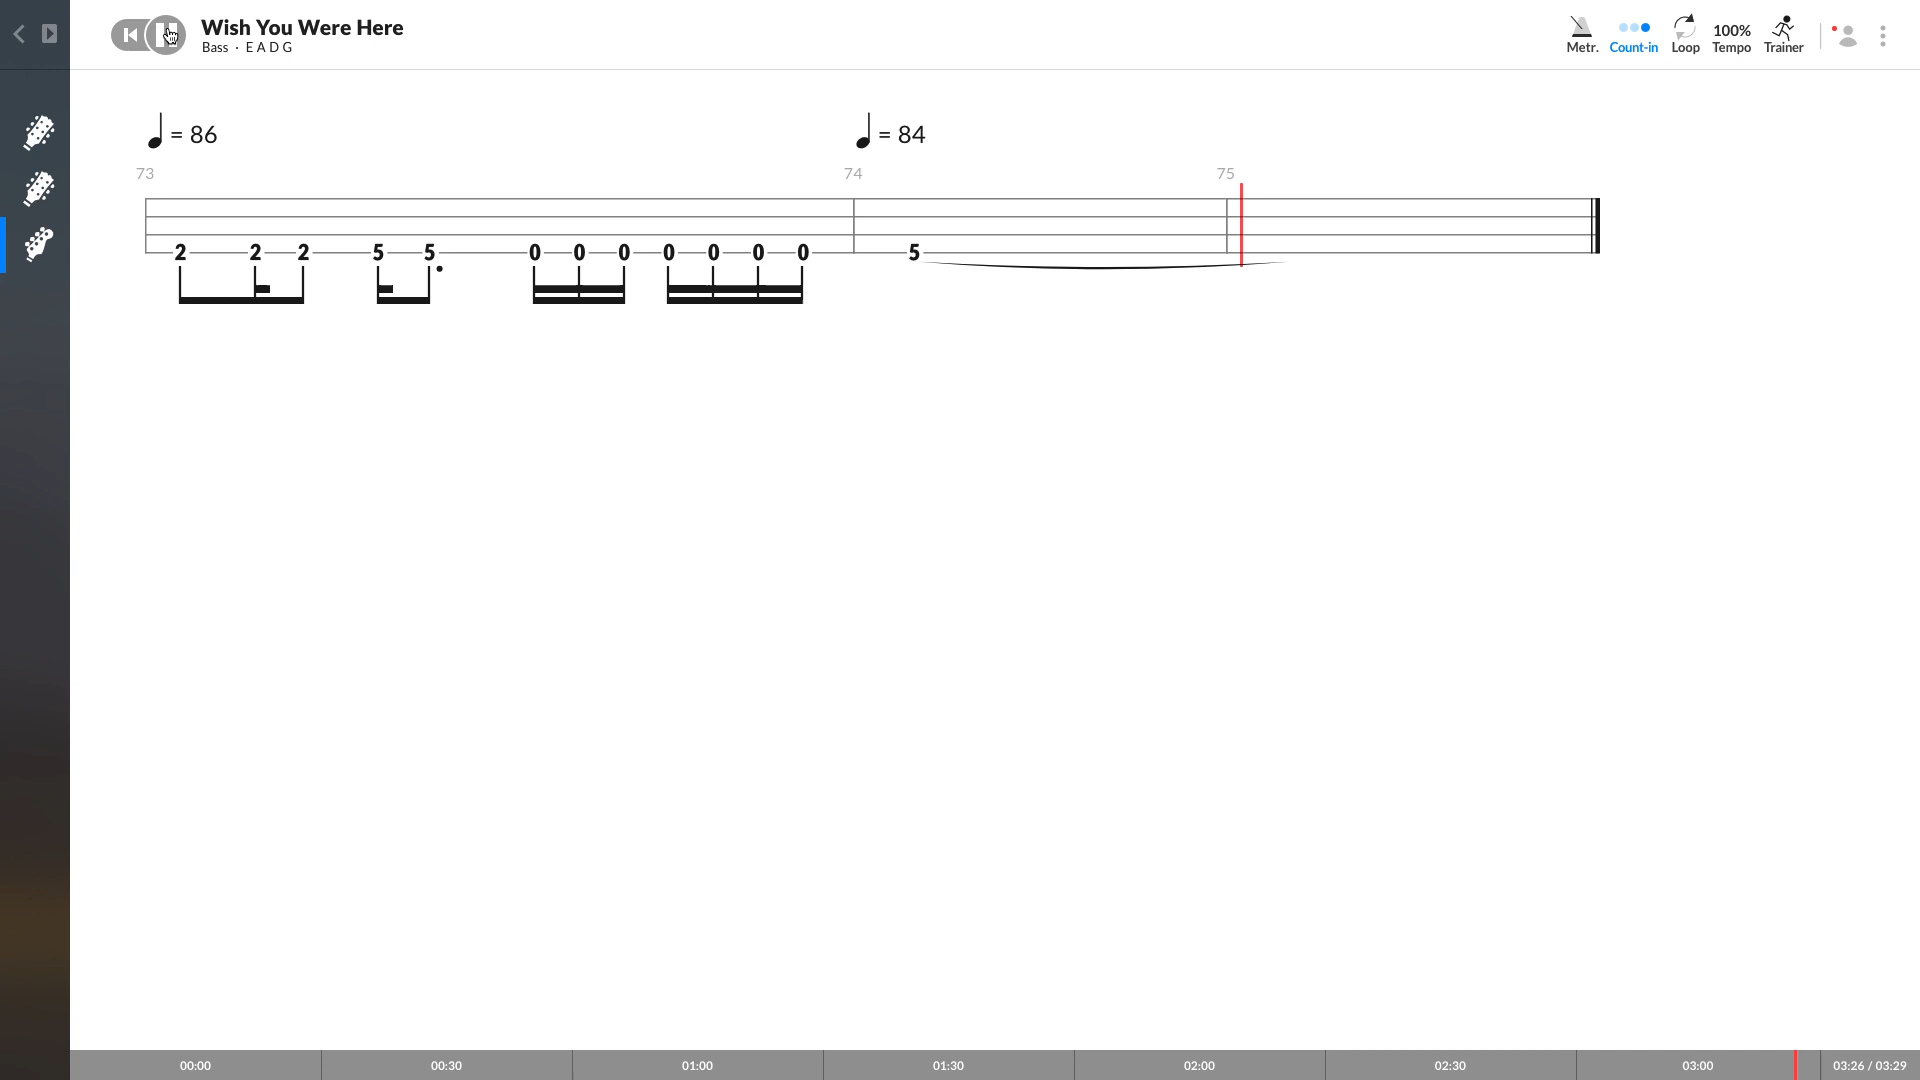 Wish You Were Here
Bass · E A D G
Metr.
Count-in
Loop
100%
Tempo
Trainer
= 86
= 84
73
74
75
2 2 2 5 5 0 0 0 0 0 0 0 5
00:00
00:30
01:00
01:30
02:00
02:30
03:00
03:26 / 03:29